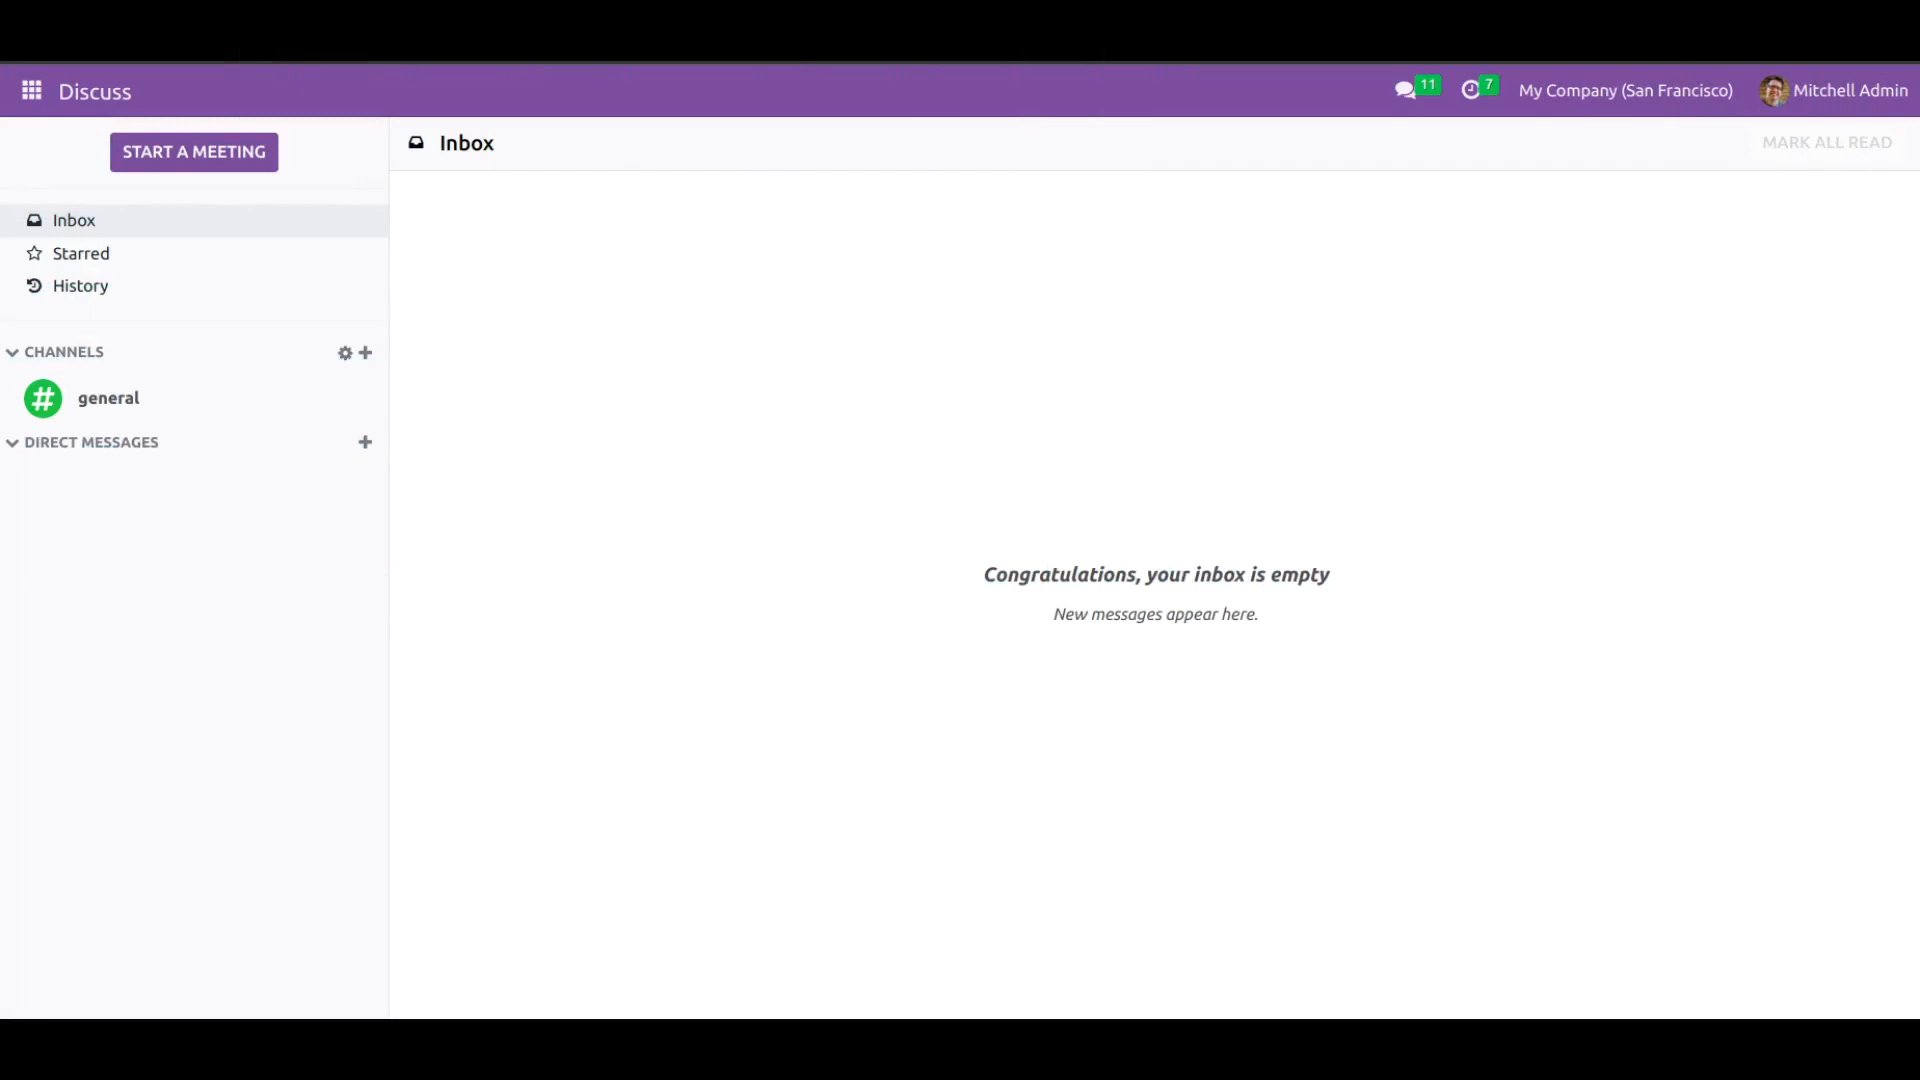 Discuss
11
7
My Company (San Francisco)
Mitchell Admin
START A MEETING
Inbox
MARK ALL READ
Inbox
Starred
History
CHANNELS
general
DIRECT MESSAGES
Congratulations, your inbox is empty
New messages appear here.